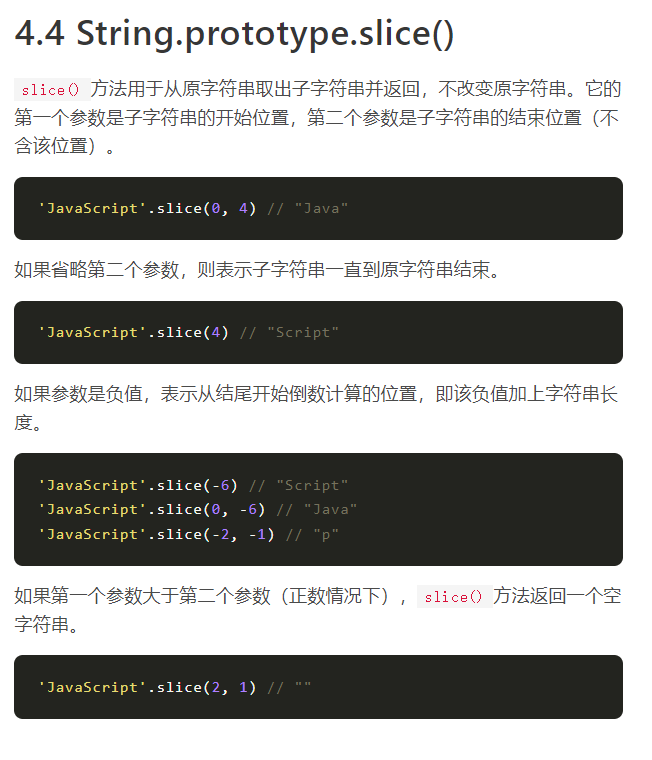 4.4 String.prototype.slice()
slice() 方法用于从原字符串取出子字符串并返回，不改变原字符串。它的
第一个参数是子字符串的开始位置，第二个参数是子字符串的结束位置（不
含该位置）。
'JavaScript'.slice(0, 4) // "Java"
如果省略第二个参数，则表示子字符串一直到原字符串结束。
'JavaScript'.slice(4) // "Script"
如果参数是负值，表示从结尾开始倒数计算的位置，即该负值加上字符串长
度。
'JavaScript'.slice(-6) // "Script"
'JavaScript'.slice(0, -6) // "Java"
'JavaScript'.slice(-2, -1) // "p"
如果第一个参数大于第二个参数（正数情况下），slice() 方法返回一个空
字符串。
'JavaScript'.slice(2, 1) // ""